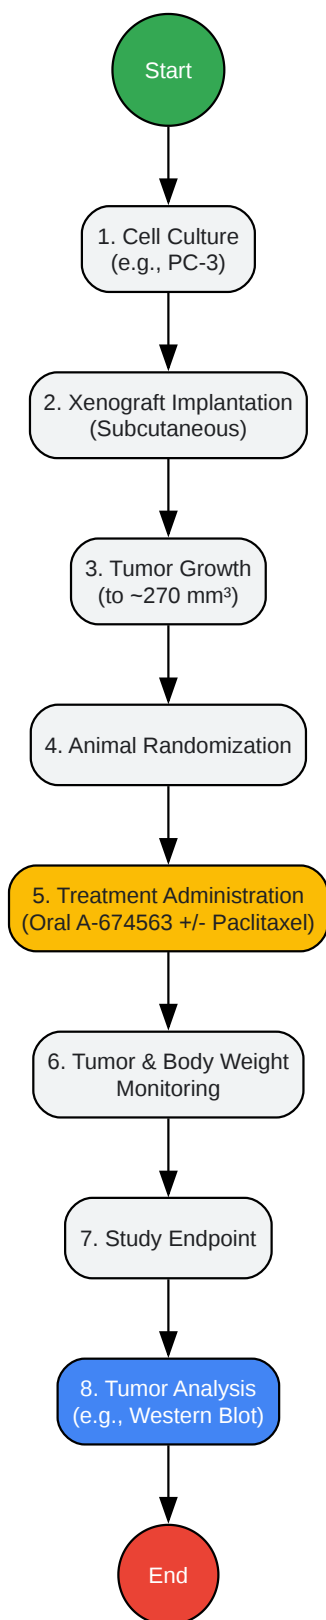 Start
1. Cell Culture
(e.g., PC-3)
2. Xenograft Implantation
(Subcutaneous)
3. Tumor Growth
(to ~270 mm³)
4. Animal Randomization
5. Treatment Administration
(Oral A-674563 +/- Paclitaxel)
6. Tumor & Body Weight
Monitoring
7. Study Endpoint
8. Tumor Analysis
(e.g., Western Blot)
End